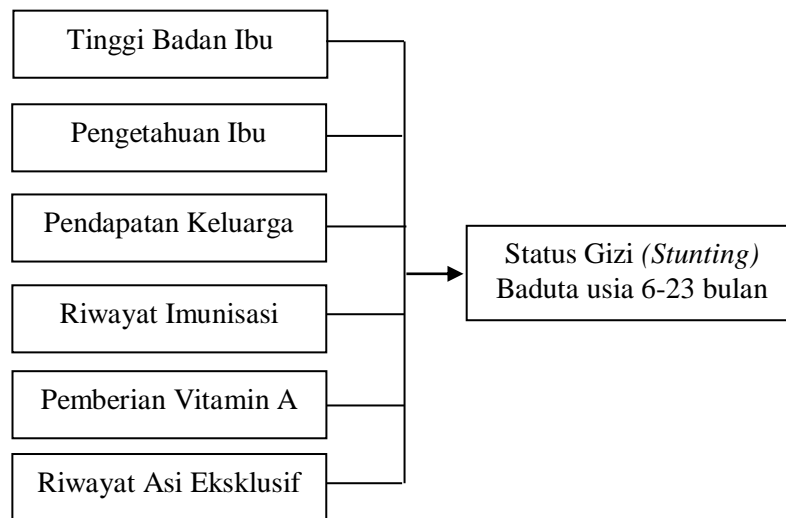 Tinggi Badan Ibu
Pengetahuan Ibu
Pendapatan Keluarga
Riwayat Imunisasi
Pemberian Vitamin A
Riwayat Asi Eksklusif
Status Gizi (Stunting)
Baduta usia 6-23 bulan